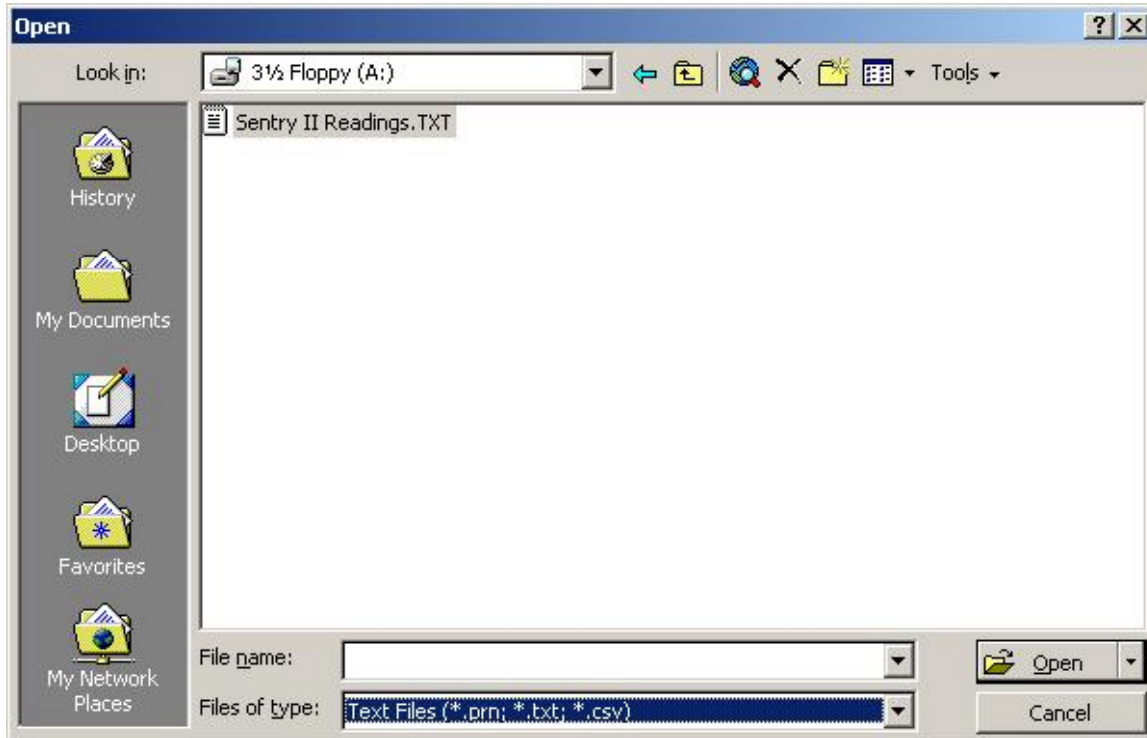 Open
Look in:
3½ Floppy (A:)
Tools
Sentry II Readings.TXT
History
My Documents
Desktop
Favorites
My Network
Places
File name:
Open
Files of type:
Text Files (*.prn; *.txt; *.csv)
Cancel